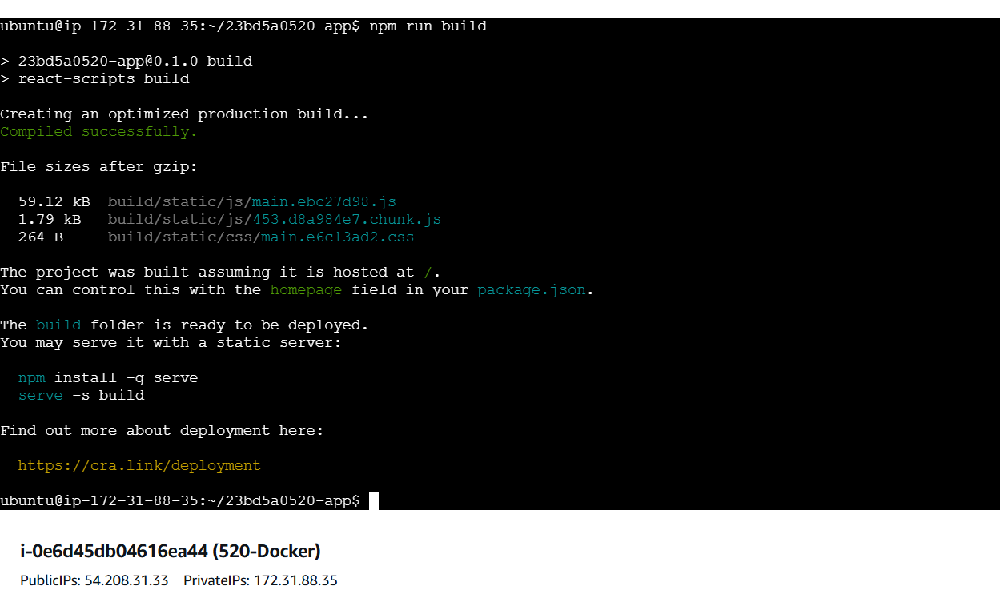 ubuntu@ip-172-31-88-35:~/23bd5a0520-app$ npm run build
> 23bd5a0520-app@0.1.0 build
> react-scripts build
Creating an optimized production build...
Compiled successfully.
File sizes after gzip:
59.12 kB  build/static/js/main.ebc27d98.js
1.79 kB   build/static/js/453.d8a984e7.chunk.js
264 B     build/static/css/main.e6c13ad2.css
The project was built assuming it is hosted at /.
You can control this with the homepage field in your package.json.
The build folder is ready to be deployed.
You may serve it with a static server:
npm install -g serve
serve -s build
Find out more about deployment here:
https://cra.link/deployment
ubuntu@ip-172-31-88-35:~/23bd5a0520-app$
i-0e6d45db04616ea44 (520-Docker)
PublicIPs: 54.208.31.33    PrivateIPs: 172.31.88.35